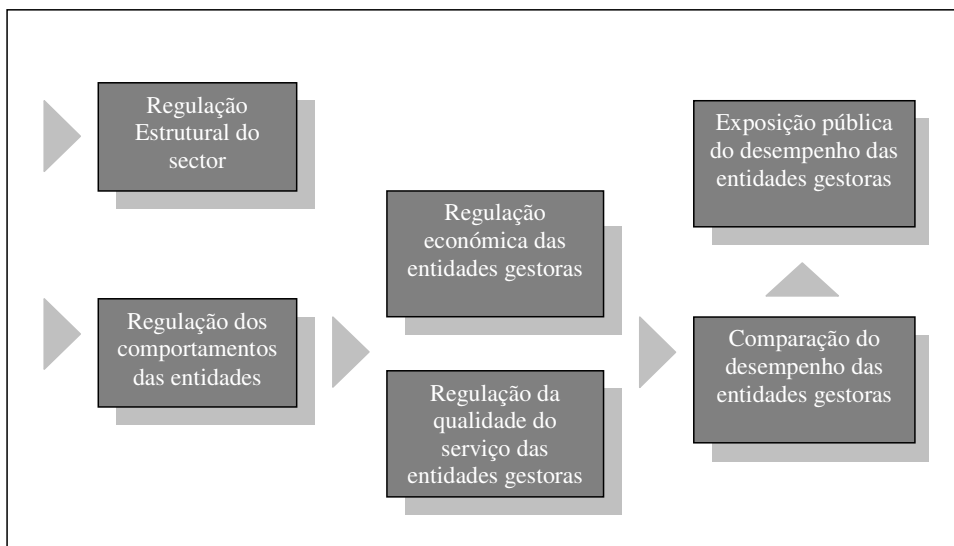 Regulação
Estrutural do
sector
Regulação dos
comportamentos
das entidades
Regulação
económica das
entidades gestoras
Regulação da
qualidade do
serviço das
entidades gestoras
Exposição pública
do desempenho das
entidades gestoras
Comparação do
desempenho das
entidades gestoras